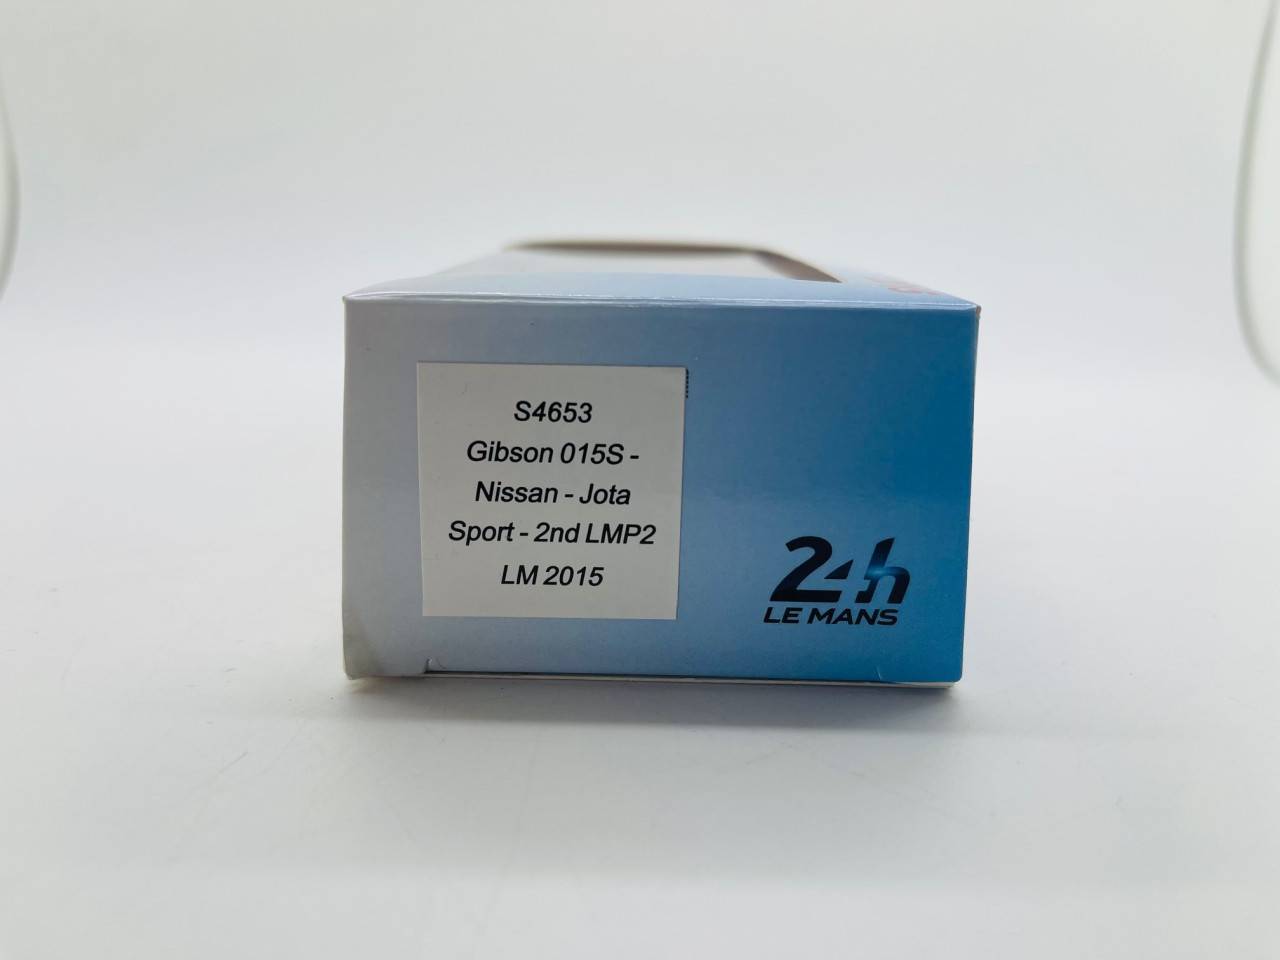 S4653
Gibson 015S -
Nissan - Jota
Sport - 2nd LMP2
LM 2015
24h
LE MANS